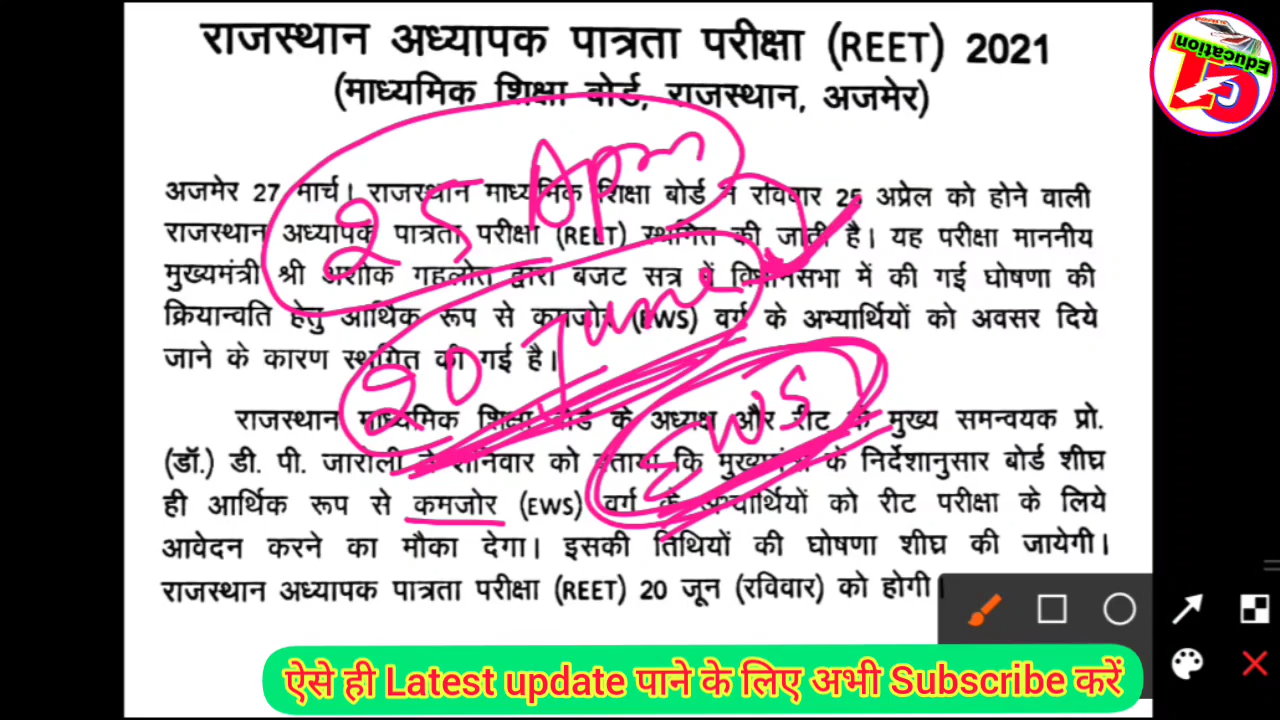 राजस्थान अध्यापक पात्रता परीक्षा (REET) 2021
(माध्यमिक शिक्षा बोर्ड, राजस्थान, अजमेर)
Education
25 Apr
अजमेर 27 मार्च। राजस्थान माध्यमिक शिक्षा बोर्ड ने रविवार 25 अप्रेल को होने वाली
राजस्थान अध्यापक पात्रता परीक्षा (REET) स्थगित की जाती है। यह परीक्षा माननीय
मुख्यमंत्री श्री अशोक गहलोत द्वारा बजट सत्र में विधानसभा में की गई घोषणा की
क्रियान्वति हेतु आर्थिक रूप से कमजोर (EWS) वर्ग के अभ्यार्थियों को अवसर दिये
जाने के कारण स्थगित की गई है।
20 June
EWS
राजस्थान माध्यमिक शिक्षा बोर्ड के अध्यक्ष और रीट के मुख्य समन्वयक प्रो.
(डॉ.) डी. पी. जारोली ने शनिवार को बताया कि मुख्यमंत्री के निर्देशानुसार बोर्ड शीघ्र
ही आर्थिक रूप से कमजोर (EWS) वर्ग के अभ्यार्थियों को रीट परीक्षा के लिये
आवेदन करने का मौका देगा। इसकी तिथियों की घोषणा शीघ्र की जायेगी।
राजस्थान अध्यापक पात्रता परीक्षा (REET) 20 जून (रविवार) को होगी।
ऐसे ही Latest update पाने के लिए अभी Subscribe करें